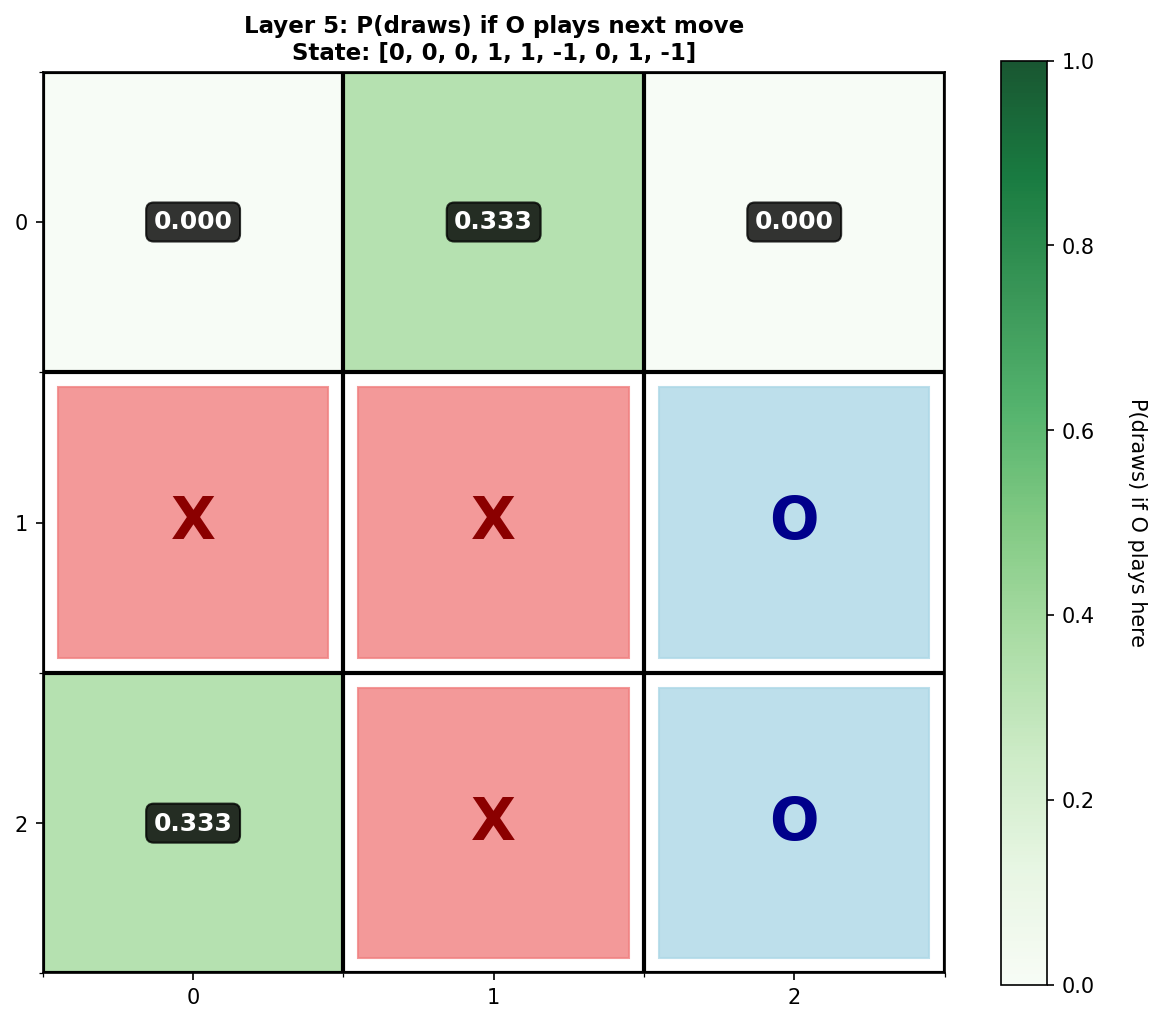 Layer 5: P(draws) if O plays next move
State: [0, 0, 0, 1, 1, -1, 0, 1, -1]
0
0.000
0.333
0.000
1
X
X
O
2
0.333
X
O
0
1
2
1.0
0.8
0.6
0.4
0.2
0.0
P(draws) if O plays here